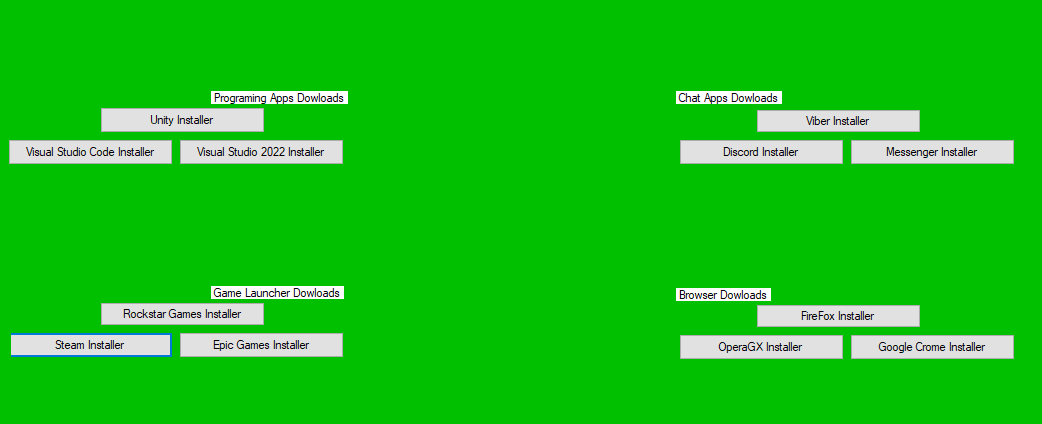 Programing Apps Dowloads
Unity Installer
Visual Studio Code Installer
Visual Studio 2022 Installer
Chat Apps Dowloads
Viber Installer
Discord Installer
Messenger Installer
Game Launcher Dowloads
Rockstar Games Installer
Steam Installer
Epic Games Installer
Browser Dowloads
FireFox Installer
OperaGX Installer
Google Crome Installer